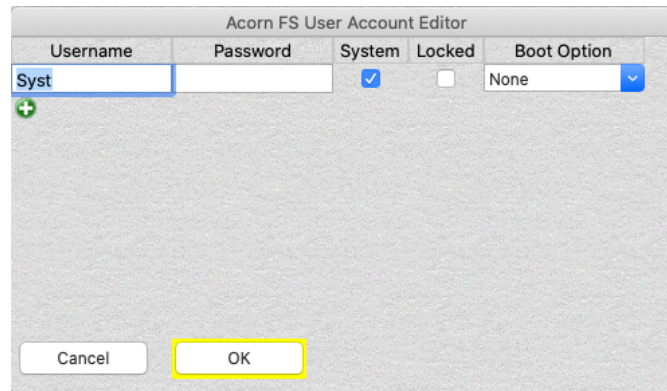 Acorn FS User Account Editor
Username Password System Locked Boot Option
Syst None
Cancel OK